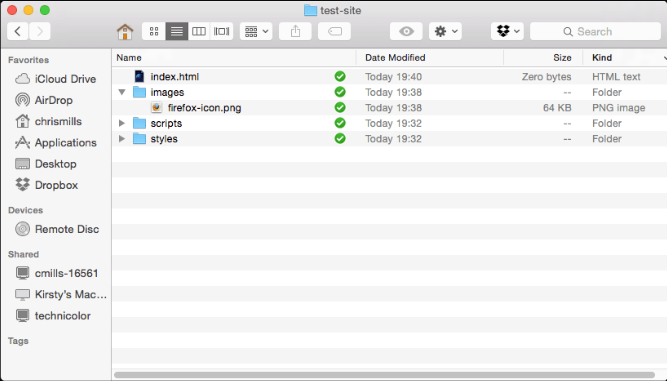 test-site
Search
Name Date Modified Size Kind
Favorites
iCloud Drive
AirDrop
chrismills
Applications
Desktop
Dropbox
Devices
Remote Disc
Shared
cmills-16561
Kirsty's Mac...
technicolor
Tags
index.html Today 19:40 Zero bytes HTML text
images Today 19:38 -- Folder
firefox-icon.png Today 19:38 64 KB PNG image
scripts Today 19:32 -- Folder
styles Today 19:32 -- Folder